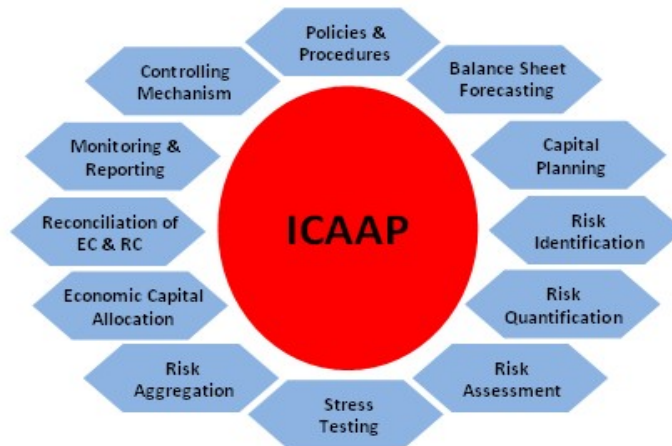 Policies &
Procedures
Balance Sheet
Forecasting
Capital
Planning
Risk
Identification
Risk
Quantification
Risk
Assessment
Stress
Testing
Risk
Aggregation
Economic Capital
Allocation
Reconciliation of
EC & RC
Monitoring &
Reporting
Controlling
Mechanism
ICAAP